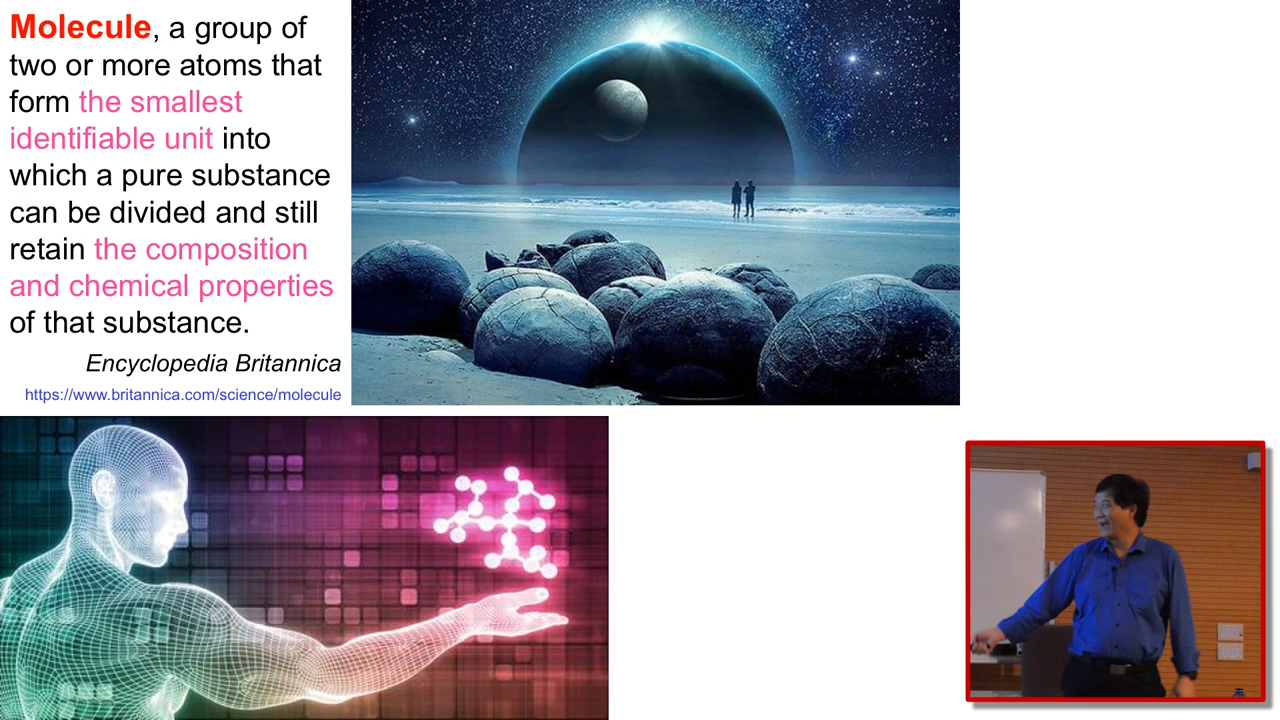 Molecule, a group of
two or more atoms that
form the smallest
identifiable unit into
which a pure substance
can be divided and still
retain the composition
and chemical properties
of that substance.
Encyclopedia Britannica
https://www.britannica.com/science/molecule